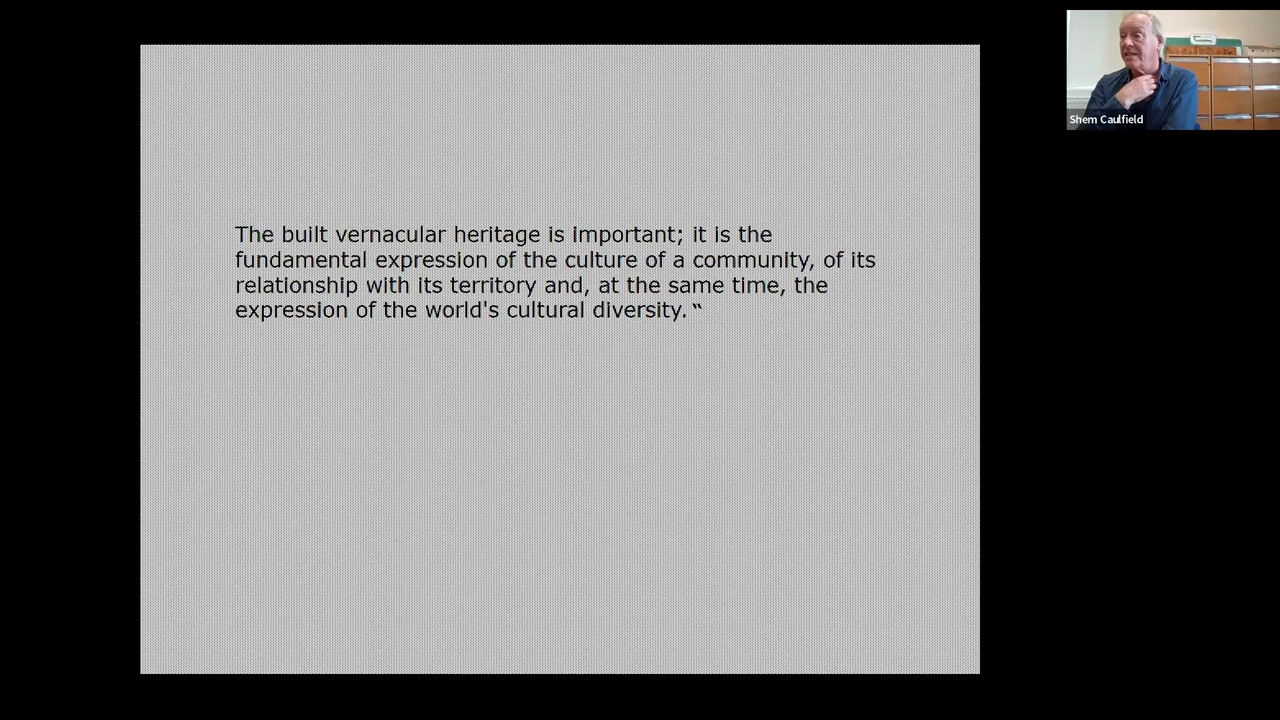 Shem Caulfield
The built vernacular heritage is important; it is the
fundamental expression of the culture of a community, of its
relationship with its territory and, at the same time, the
expression of the world's cultural diversity. “